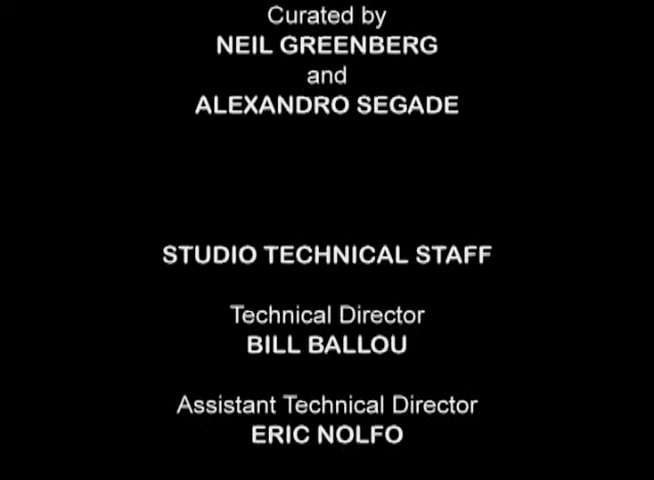 Curated by
NEIL GREENBERG
and
ALEXANDRO SEGADE
STUDIO TECHNICAL STAFF
Technical Director
BILL BALLOU
Assistant Technical Director
ERIC NOLFO